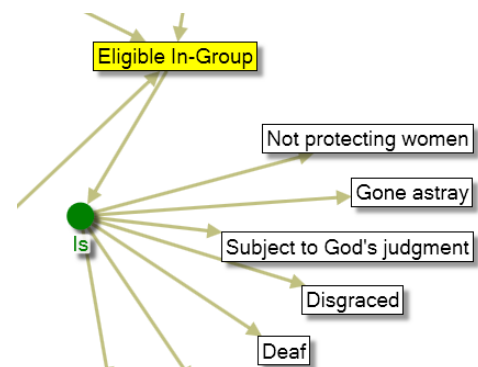 Eligible In-Group
Not protecting women
Gone astray
Is
Subject to God's judgment
Disgraced
Deaf